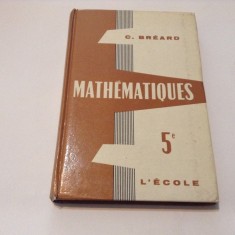 C. BRÉARD
MATHÉMATIQUES
5e
L'ÉCOLE